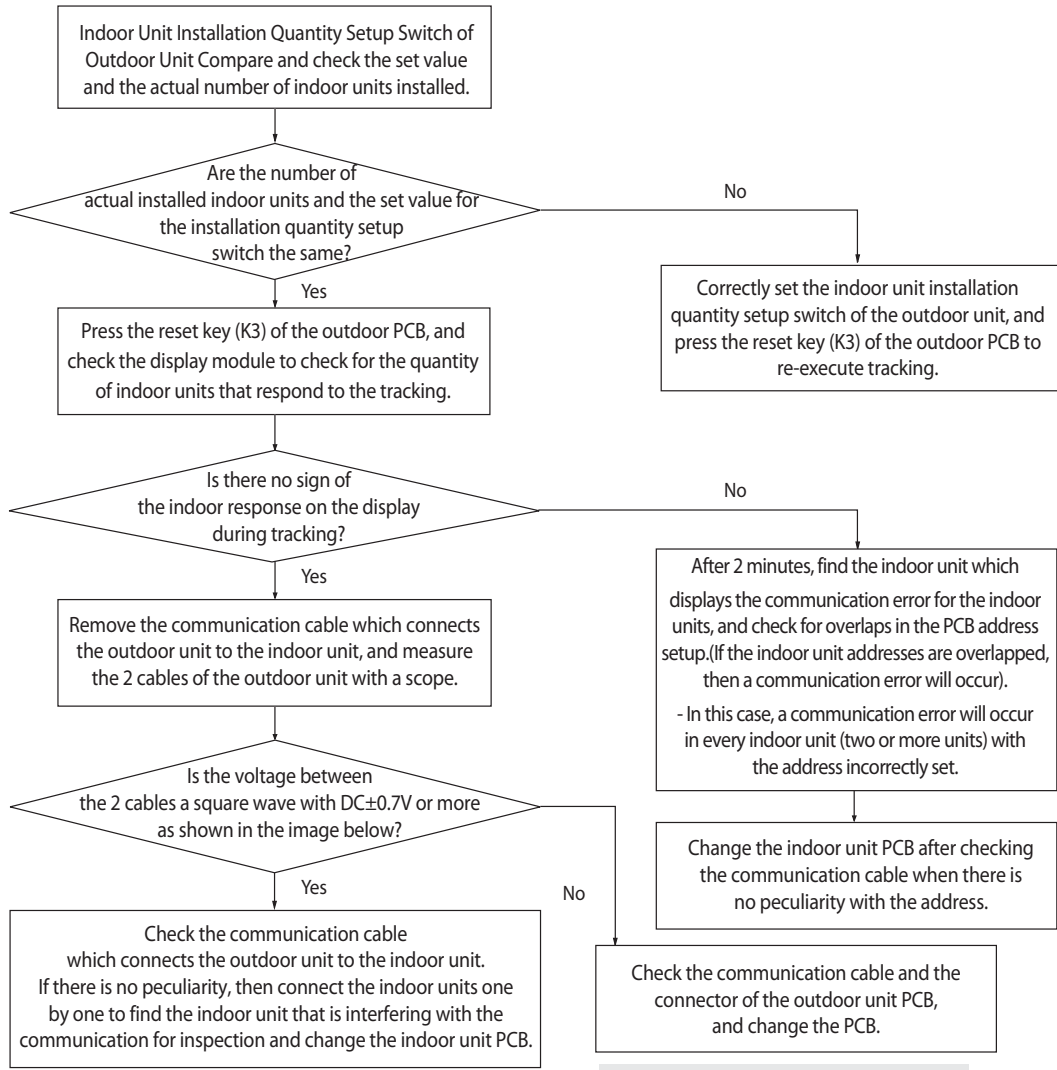 Indoor Unit Installation Quantity Setup Switch of
Outdoor Unit Compare and check the set value
and the actual number of indoor units installed.
Are the number of
actual installed indoor units and the set value for
the installation quantity setup
switch the same?
No
Yes
Correctly set the indoor unit installation
quantity setup switch of the outdoor unit, and
press the reset key (K3) of the outdoor PCB to
re-execute tracking.
Press the reset key (K3) of the outdoor PCB, and
check the display module to check for the quantity
of indoor units that respond to the tracking.
Is there no sign of
the indoor response on the display
during tracking?
No
Yes
After 2 minutes, find the indoor unit which
displays the communication error for the indoor
units, and check for overlaps in the PCB address
setup.(If the indoor unit addresses are overlapped,
then a communication error will occur).
- In this case, a communication error will occur
in every indoor unit (two or more units) with
the address incorrectly set.
Remove the communication cable which connects
the outdoor unit to the indoor unit, and measure
the 2 cables of the outdoor unit with a scope.
Is the voltage between
the 2 cables a square wave with DC±0.7V or more
as shown in the image below?
Change the indoor unit PCB after checking
the communication cable when there is
no peculiarity with the address.
Yes
No
Check the communication cable
which connects the outdoor unit to the indoor unit.
If there is no peculiarity, then connect the indoor units one
by one to find the indoor unit that is interfering with the
communication for inspection and change the indoor unit PCB.
Check the communication cable and the
connector of the outdoor unit PCB,
and change the PCB.